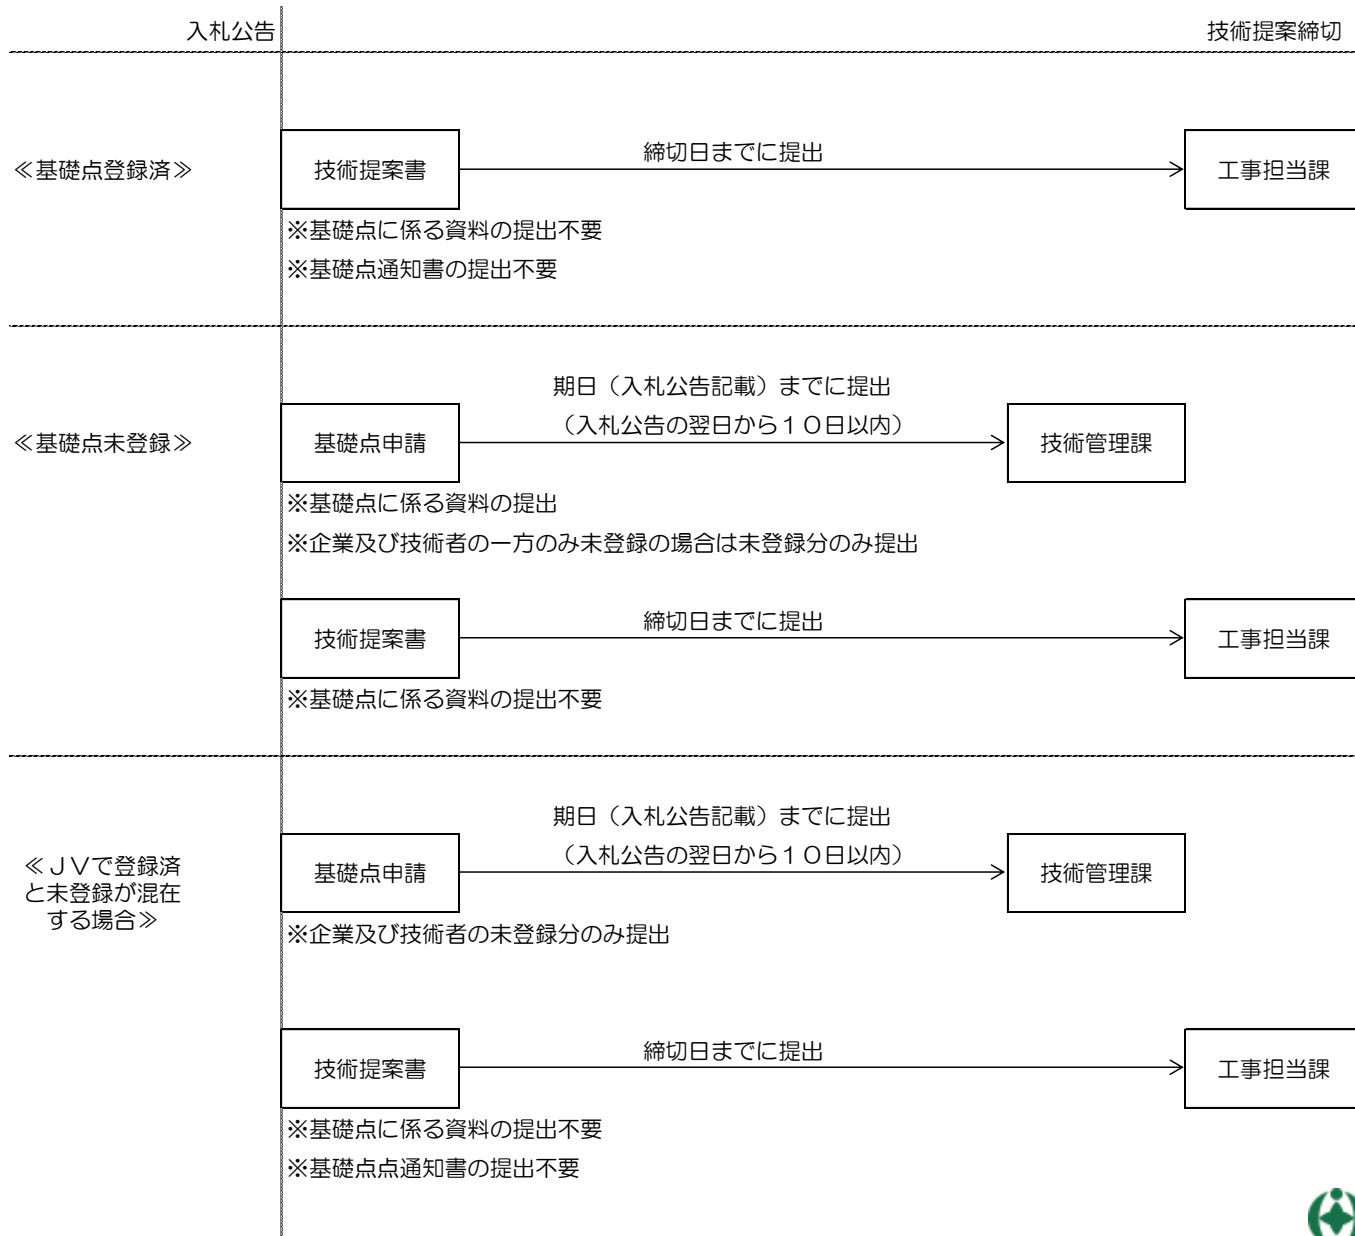 入札公告
技術提案締切
≪基礎点登録済≫
技術提案書
締切日までに提出
工事担当課
※基礎点に係る資料の提出不要
※基礎点通知書の提出不要
≪基礎点未登録≫
基礎点申請
期日（入札公告記載）までに提出
（入札公告の翌日から１０日以内）
技術管理課
※基礎点に係る資料の提出
※企業及び技術者の一方のみ未登録の場合は未登録分のみ提出
技術提案書
締切日までに提出
工事担当課
※基礎点に係る資料の提出不要
≪ＪＶで登録済
と未登録が混在
する場合≫
基礎点申請
期日（入札公告記載）までに提出
（入札公告の翌日から１０日以内）
技術管理課
※企業及び技術者の未登録分のみ提出
技術提案書
締切日までに提出
工事担当課
※基礎点に係る資料の提出不要
※基礎点点通知書の提出不要